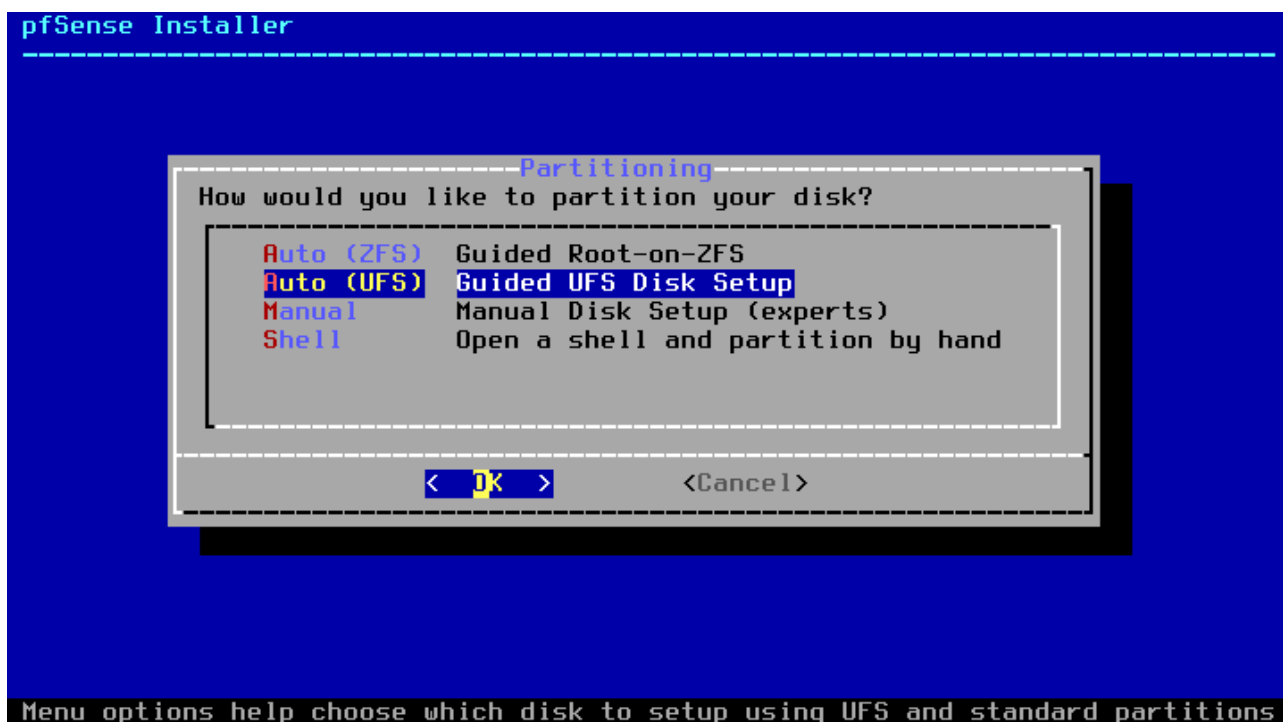 pfSense Installer
Partitioning
How would you like to partition your disk?
Auto (ZFS) Guided Root-on-ZFS
Auto (UFS) Guided UFS Disk Setup
Manual Manual Disk Setup (experts)
Shell Open a shell and partition by hand
< OK > <Cancel>
Menu options help choose which disk to setup using UFS and standard partitions